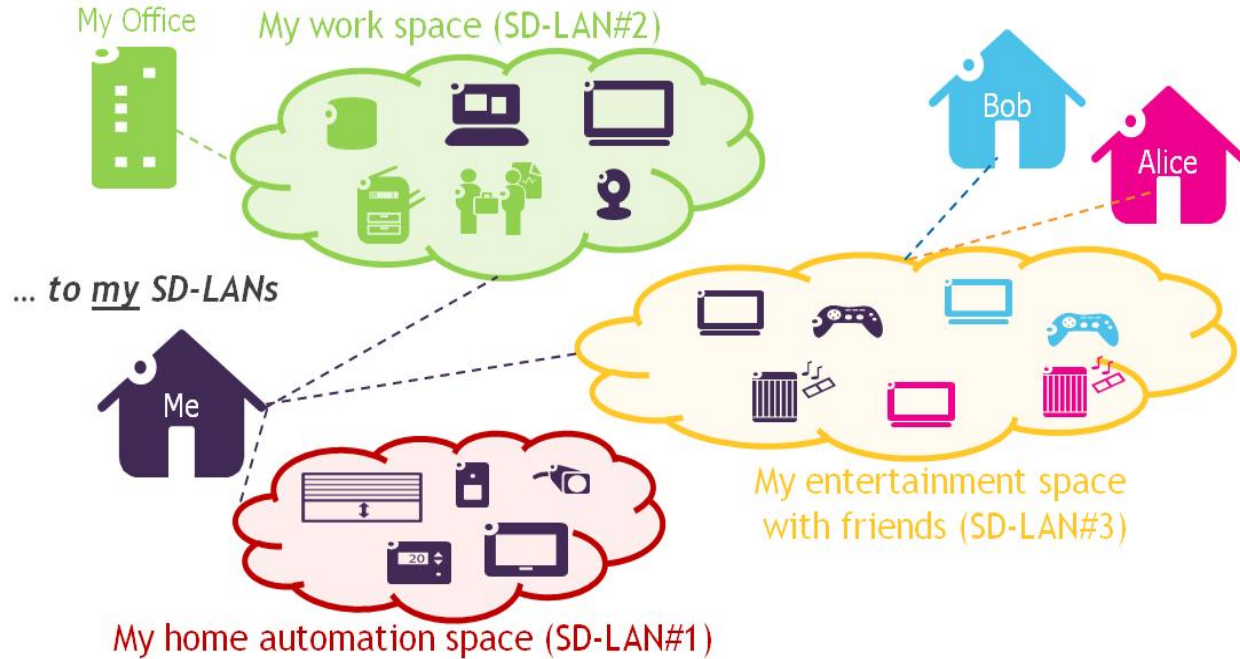 My Office
My work space (SD-LAN#2)
Bob
Alice
... to my SD-LANs
Me
20
My entertainment space
with friends (SD-LAN#3)
My home automation space (SD-LAN#1)